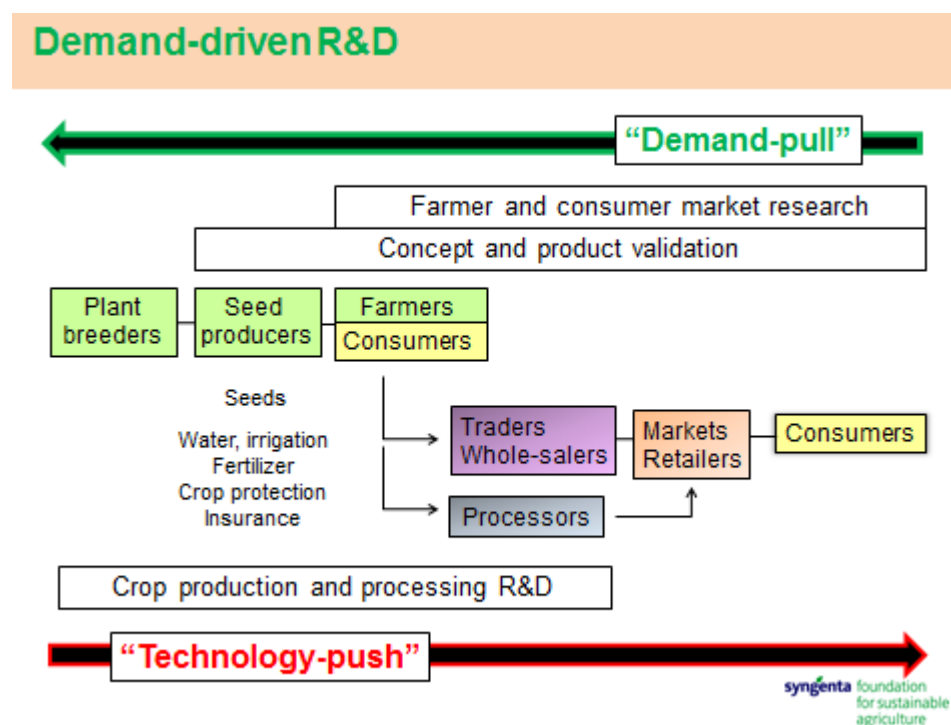 Demand-driven R&D
“Demand-pull”
Farmer and consumer market research
Concept and product validation
Plant
breeders
Seed
producers
Farmers
Consumers
Seeds
Water, irrigation
Fertilizer
Crop protection
Insurance
Traders
Whole-salers
Markets
Retailers
Consumers
Processors
Crop production and processing R&D
“Technology-push”
syngenta foundation
for sustainable
agriculture